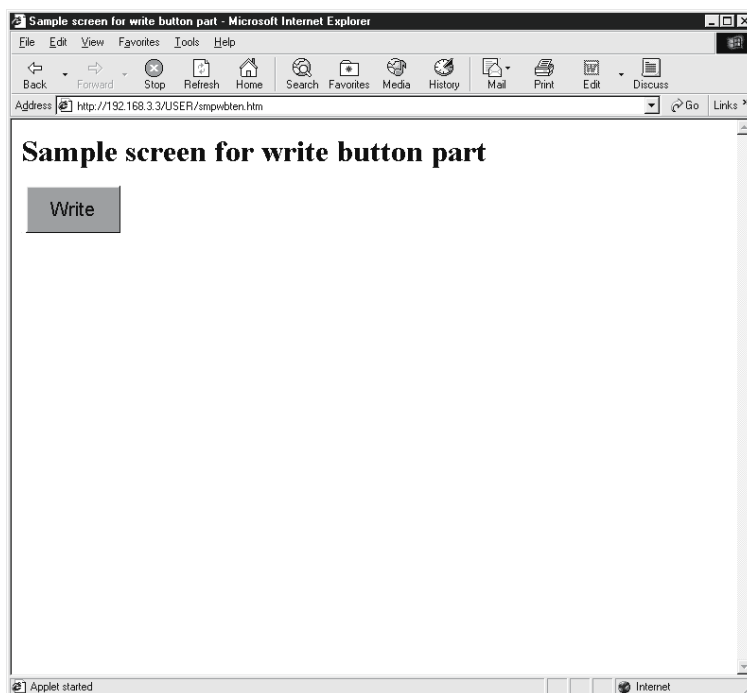 Sample screen for write button part - Microsoft Internet Explorer
File Edit View Favorites Tools Help
Back Forward Stop Refresh Home Search Favorites Media History Mail Print Edit Discuss
Address http://192.168.3.3/USER/smpwbten.htm Go Links »
Sample screen for write button part
Write
Applet started Internet